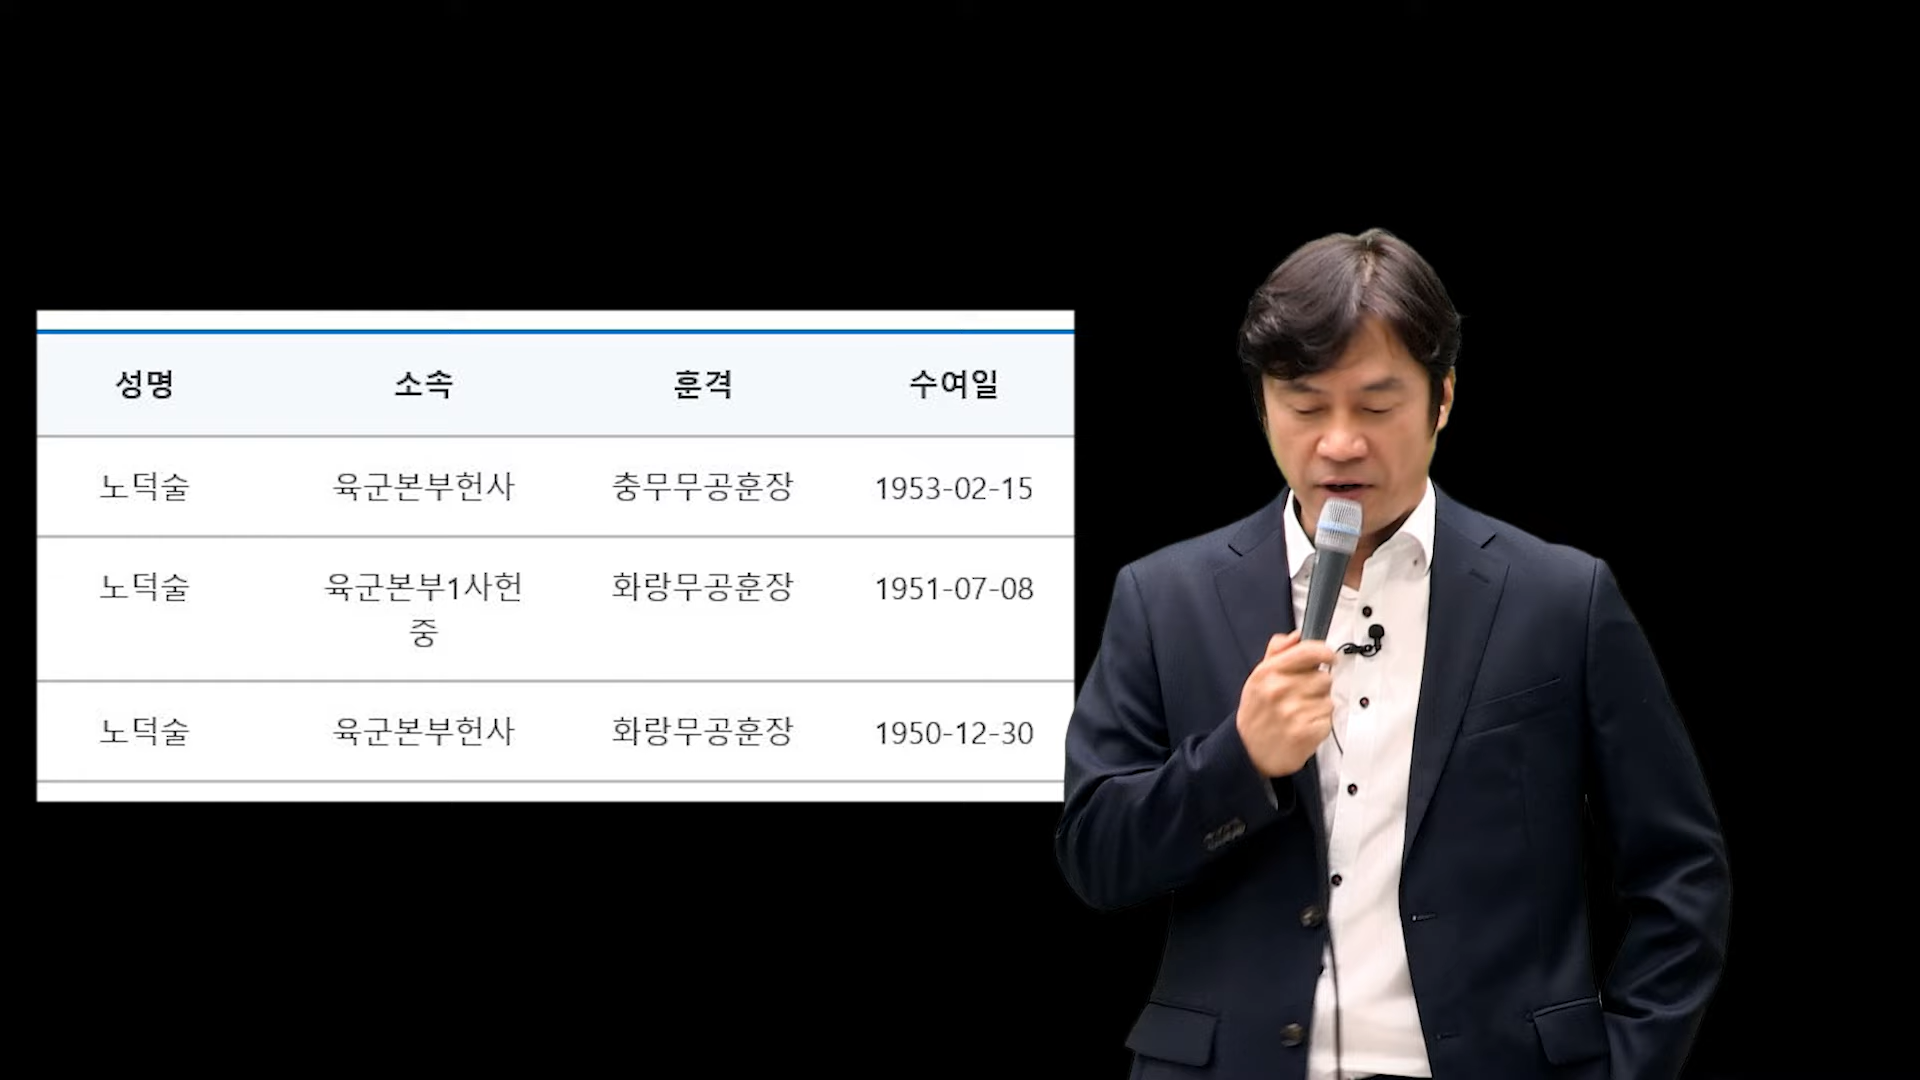 성명 소속 훈격 수여일
노덕술 육군본부헌사 충무무공훈장 1953-02-15
노덕술 육군본부1사헌 화랑무공훈장 1951-07-08
중
노덕술 육군본부헌사 화랑무공훈장 1950-12-30